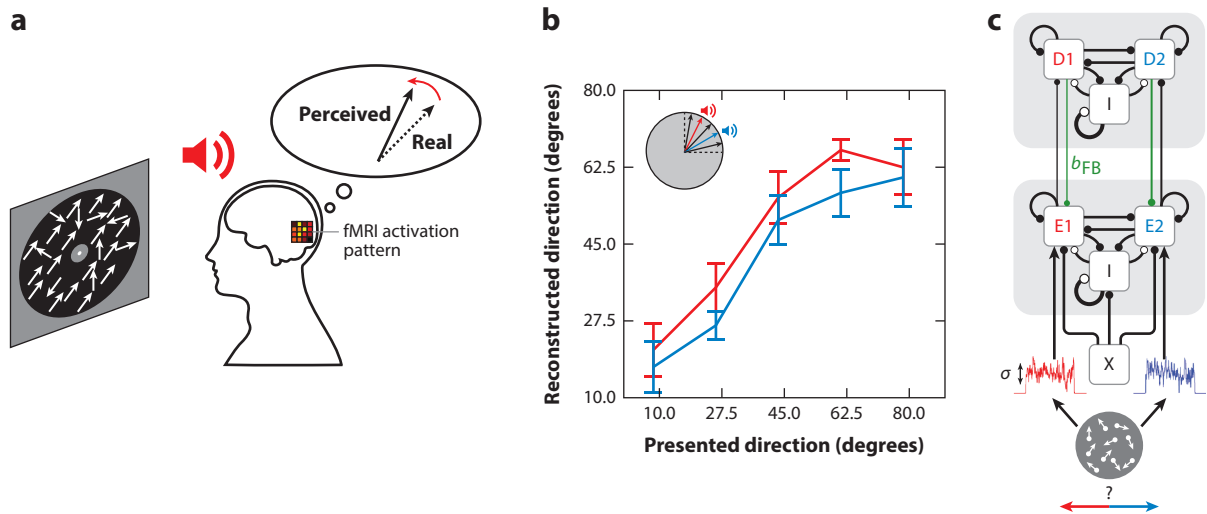 a
Perceived
Real
fMRI activation
pattern
b
Reconstructed direction (degrees)
80.0
62.5
45.0
27.5
10.0
10.0
27.5
45.0
62.5
80.0
Presented direction (degrees)
c
D1
D2
I
bFB
E1
E2
I
X
σ
?